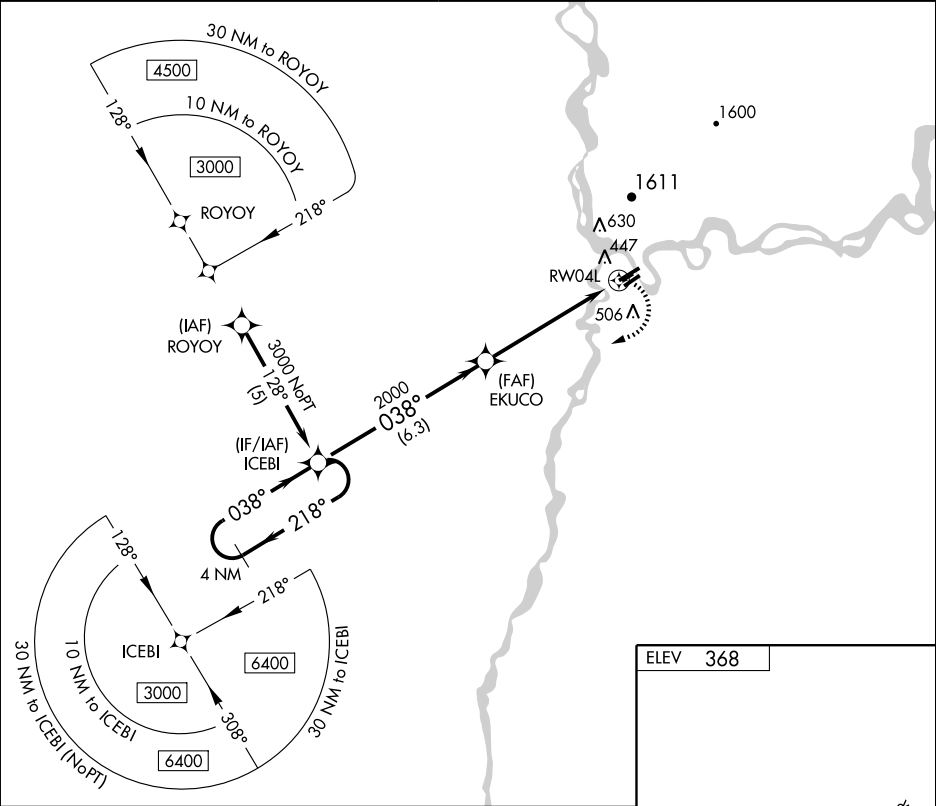 30 NM to ROYOY
4500
10 NM to ROYOY
128°
3000
ROYOY
218°
1600
1611
630
447
RW04L
506
(IAF)
ROYOY
3000 NoPT
128°
(5)
(FAF)
EKUCO
2000
038°
(6.3)
(IF/IAF)
ICEBI
038°
218°
4 NM
128°
218°
ICEBI
6400
3000
308°
6400
10 NM to ICEBI
30 NM to ICEBI (NoPT)
30 NM to ICEBI
ELEV 368